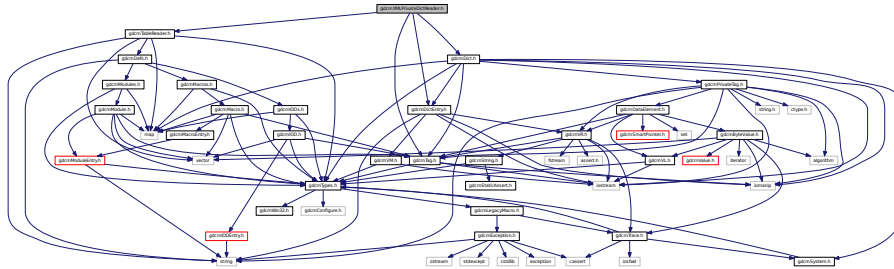 gdcmXMLPrivateDictReader.h
gdcmTableReader.h
gdcmDefs.h
gdcmDict.h
gdcmModules.h
gdcmMacros.h
gdcmPrivateTag.h
gdcmModule.h
gdcmMacro.h
gdcmIODs.h
gdcmDictEntry.h
gdcmDataElement.h
string.h
ctype.h
map
gdcmMacroEntry.h
gdcmIOD.h
gdcmVR.h
gdcmSmartPointer.h
set
gdcmByteValue.h
gdcmModuleEntry.h
vector
gdcmVM.h
gdcmTag.h
gdcmString.h
fstream
assert.h
gdcmVL.h
gdcmValue.h
iterator
algorithm
gdcmTypes.h
gdcmStaticAssert.h
iostream
iomanip
gdcmWin32.h
gdcmConfigure.h
gdcmLegacyMacro.h
gdcmIODEntry.h
gdcmException.h
gdcmTrace.h
string
sstream
stdexcept
cstdlib
exception
cassert
iosfwd
gdcmSystem.h